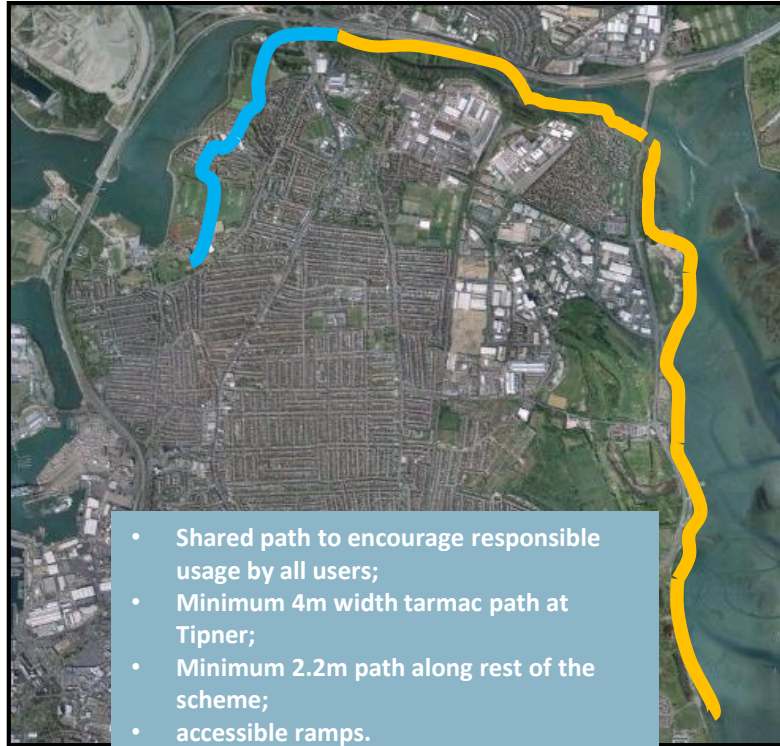 • Shared path to encourage responsible
usage by all users;
• Minimum 4m width tarmac path at
Tipner;
• Minimum 2.2m path along rest of the
scheme;
• accessible ramps.